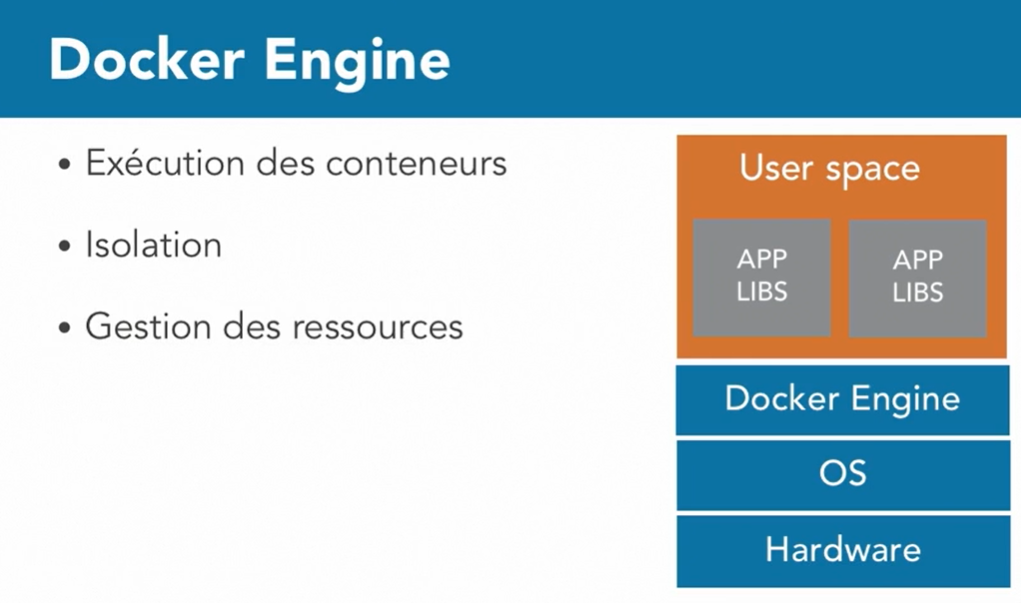 Docker Engine
• Exécution des conteneurs
• Isolation
• Gestion des ressources
User space
APP
LIBS
APP
LIBS
Docker Engine
OS
Hardware